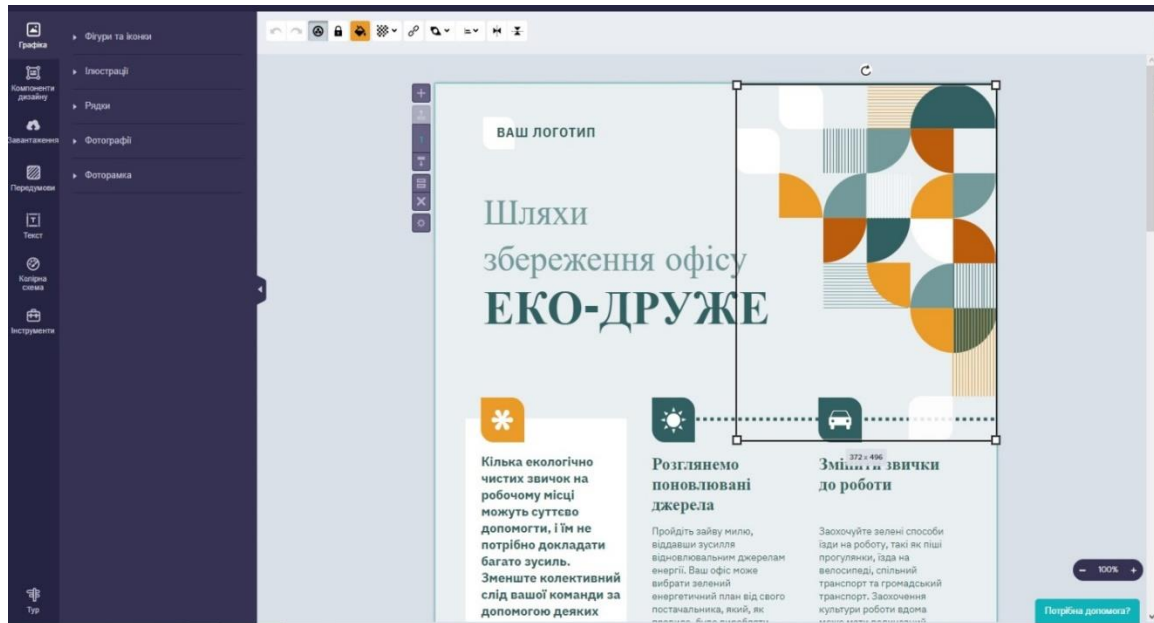 Графіка
Компоненти
дизайну
Завантаження
Передумови
Текст
Колірна
схема
Інструменти
Тур
Фігури та іконки
Ілюстрації
Рядки
Фотографії
Фоторамка
ВАШ ЛОГОТИП
Шляхи
збереження офісу
ЕКО-ДРУЖЕ
Кілька екологічно
чистих звичок на
робочому місці
можуть суттєво
допомогти, і їм не
потрібно докладати
багато зусиль.
Зменште колективний
слід вашої команди за
допомогою деяких
Розглянемо
поновлювані
джерела
Пройдіть зайву милю,
віддавши зусилля
відновлювальним джерелам
енергії. Ваш офіс може
вибрати зелений
енергетичний план від свого
постачальника, який, як
372 x 496
Змінити звички
до роботи
Заохочуйте зелені способи
їзди на роботу, такі як піші
прогулянки, їзда на
велосипеді, спільний
транспорт та громадський
транспорт. Заохочення
культури роботи вдома
100%
Потрібна допомога?